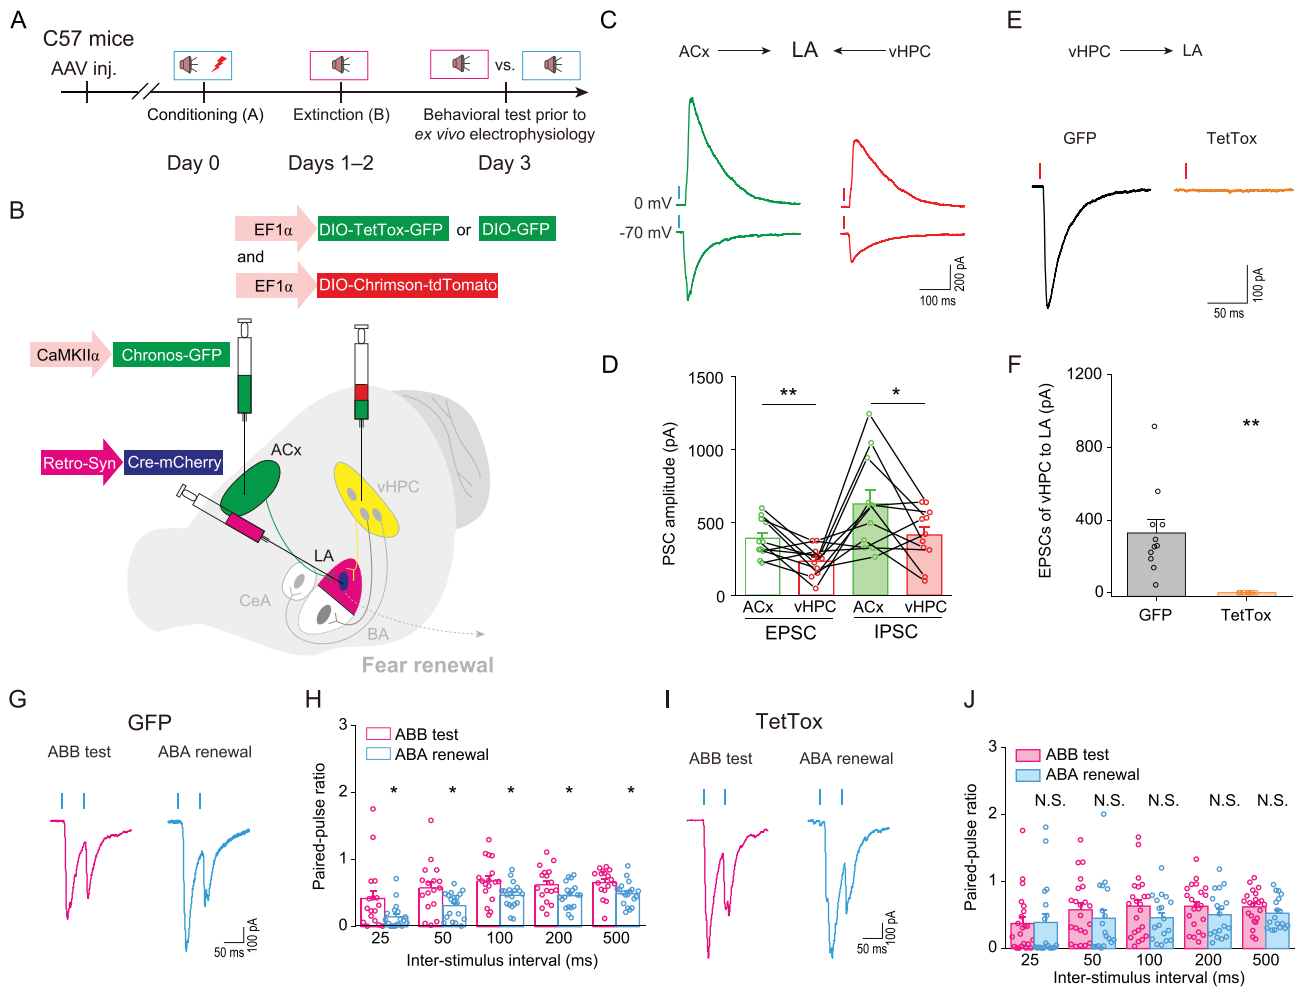 A
C57 mice
AAV inj.
vs.
Conditioning (A)
Extinction (B)
Behavioral test prior to
ex vivo electrophysiology
Day 0
Days 1–2
Day 3
B
EF1α
DIO-TetTox-GFP
or
DIO-GFP
and
EF1α
DIO-Chrimson-tdTomato
CaMKIIα
Chronos-GFP
Retro-Syn
Cre-mCherry
ACx
vHPC
LA
CeA
BA
Fear renewal
C
ACx
LA
vHPC
0 mV
-70 mV
100 ms
200 pA
D
PSC amplitude (pA)
1500
1000
500
0
**
*
ACx
vHPC
ACx
vHPC
EPSC
IPSC
E
vHPC
LA
GFP
TetTox
50 ms
100 pA
F
EPSCs of vHPC to LA (pA)
1200
800
400
0
**
GFP
TetTox
G
GFP
ABB test
ABA renewal
50 ms
100 pA
H
Paired-pulse ratio
3
2
1
0
ABB test
ABA renewal
* * * * *
25 50 100 200 500
Inter-stimulus interval (ms)
I
TetTox
ABB test
ABA renewal
50 ms
100 pA
J
Paired-pulse ratio
3
2
1
0
ABB test
ABA renewal
N.S. N.S. N.S. N.S. N.S.
25 50 100 200 500
Inter-stimulus interval (ms)